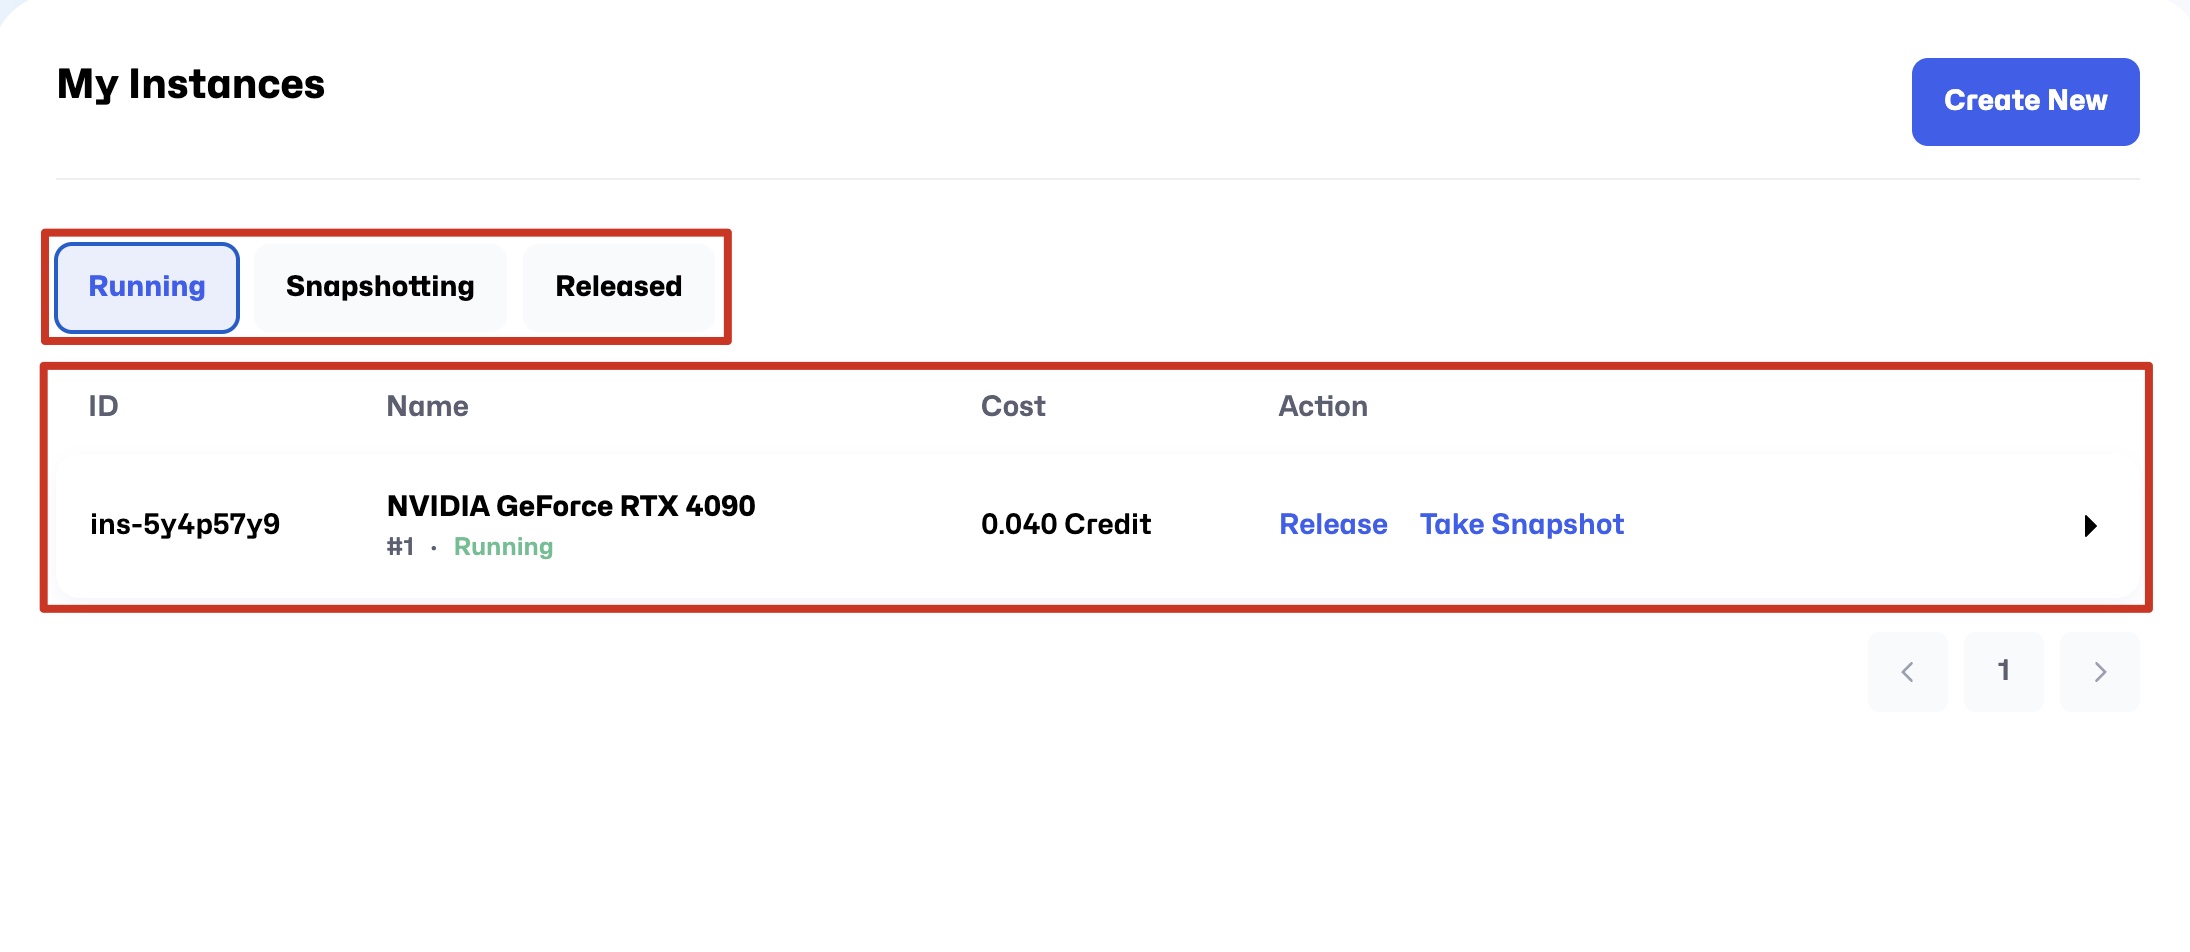 My Instances
Create New
Running
Snapshotting
Released
ID Name Cost Action
ins-5y4p57y9
NVIDIA GeForce RTX 4090
#1 · Running
0.040 Credit
Release
Take Snapshot
1